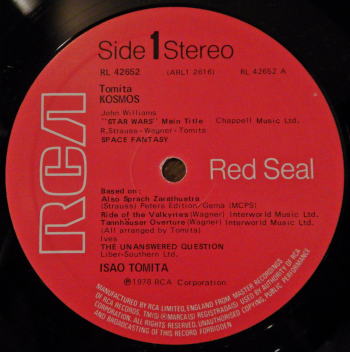 Side 1 Stereo
RL 42652 (ARL1 2616) RL 42652 A
Tomita
KOSMOS
John Williams
"STAR WARS" Main Title Chappell Music Ltd.
R.Strauss-Wagner-Tomita
SPACE FANTASY
RCA
Red Seal
Based on:
Also Sprach Zarathustra
(Strauss) Peters Edition/Gema (MCPS)
Ride of the Valkyries (Wagner) Interworld Music Ltd.
Tannhauser Overture (Wagner) Interworld Music Ltd.
(All arranged by Tomita)
Ives
THE UNANSWERED QUESTION
Liber-Southern Ltd.
ISAO TOMITA
Ⓟ 1978 RCA Corporation
MANUFACTURED BY RCA LIMITED, ENGLAND FROM MASTER RECORDINGS
OF RCA RECORDS. TM(S) ® MARCA(S) REGISTRADA(S) USED BY AUTHORITY OF RCA
CORPORATION. ALL RIGHTS RESERVED. UNAUTHORISED COPYING, PUBLIC PERFORMANCE
AND BROADCASTING OF THIS RECORD FORBIDDEN